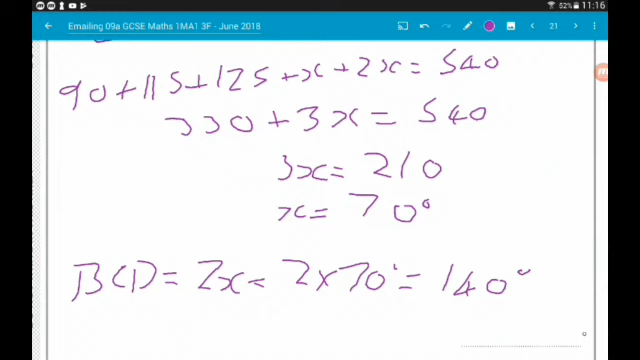 52% 11:16
Emailing 09a GCSE Maths 1MA1 3F - June 2018 21
90+115+125+x+2x=540
330+3x=540
3x=210
x=70°
BCD=2x=2×70°=140°
°